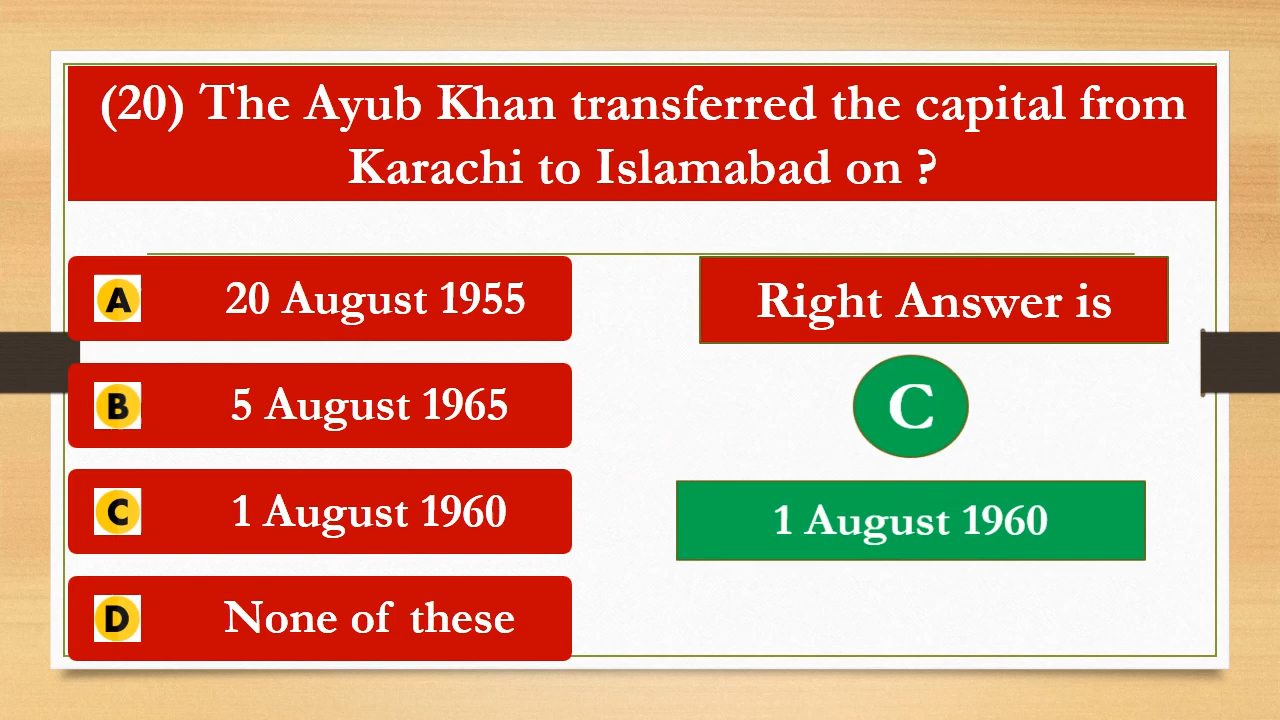 (20) The Ayub Khan transferred the capital from
Karachi to Islamabad on ?
A 20 August 1955
B 5 August 1965
C 1 August 1960
D None of these
Right Answer is
C
1 August 1960